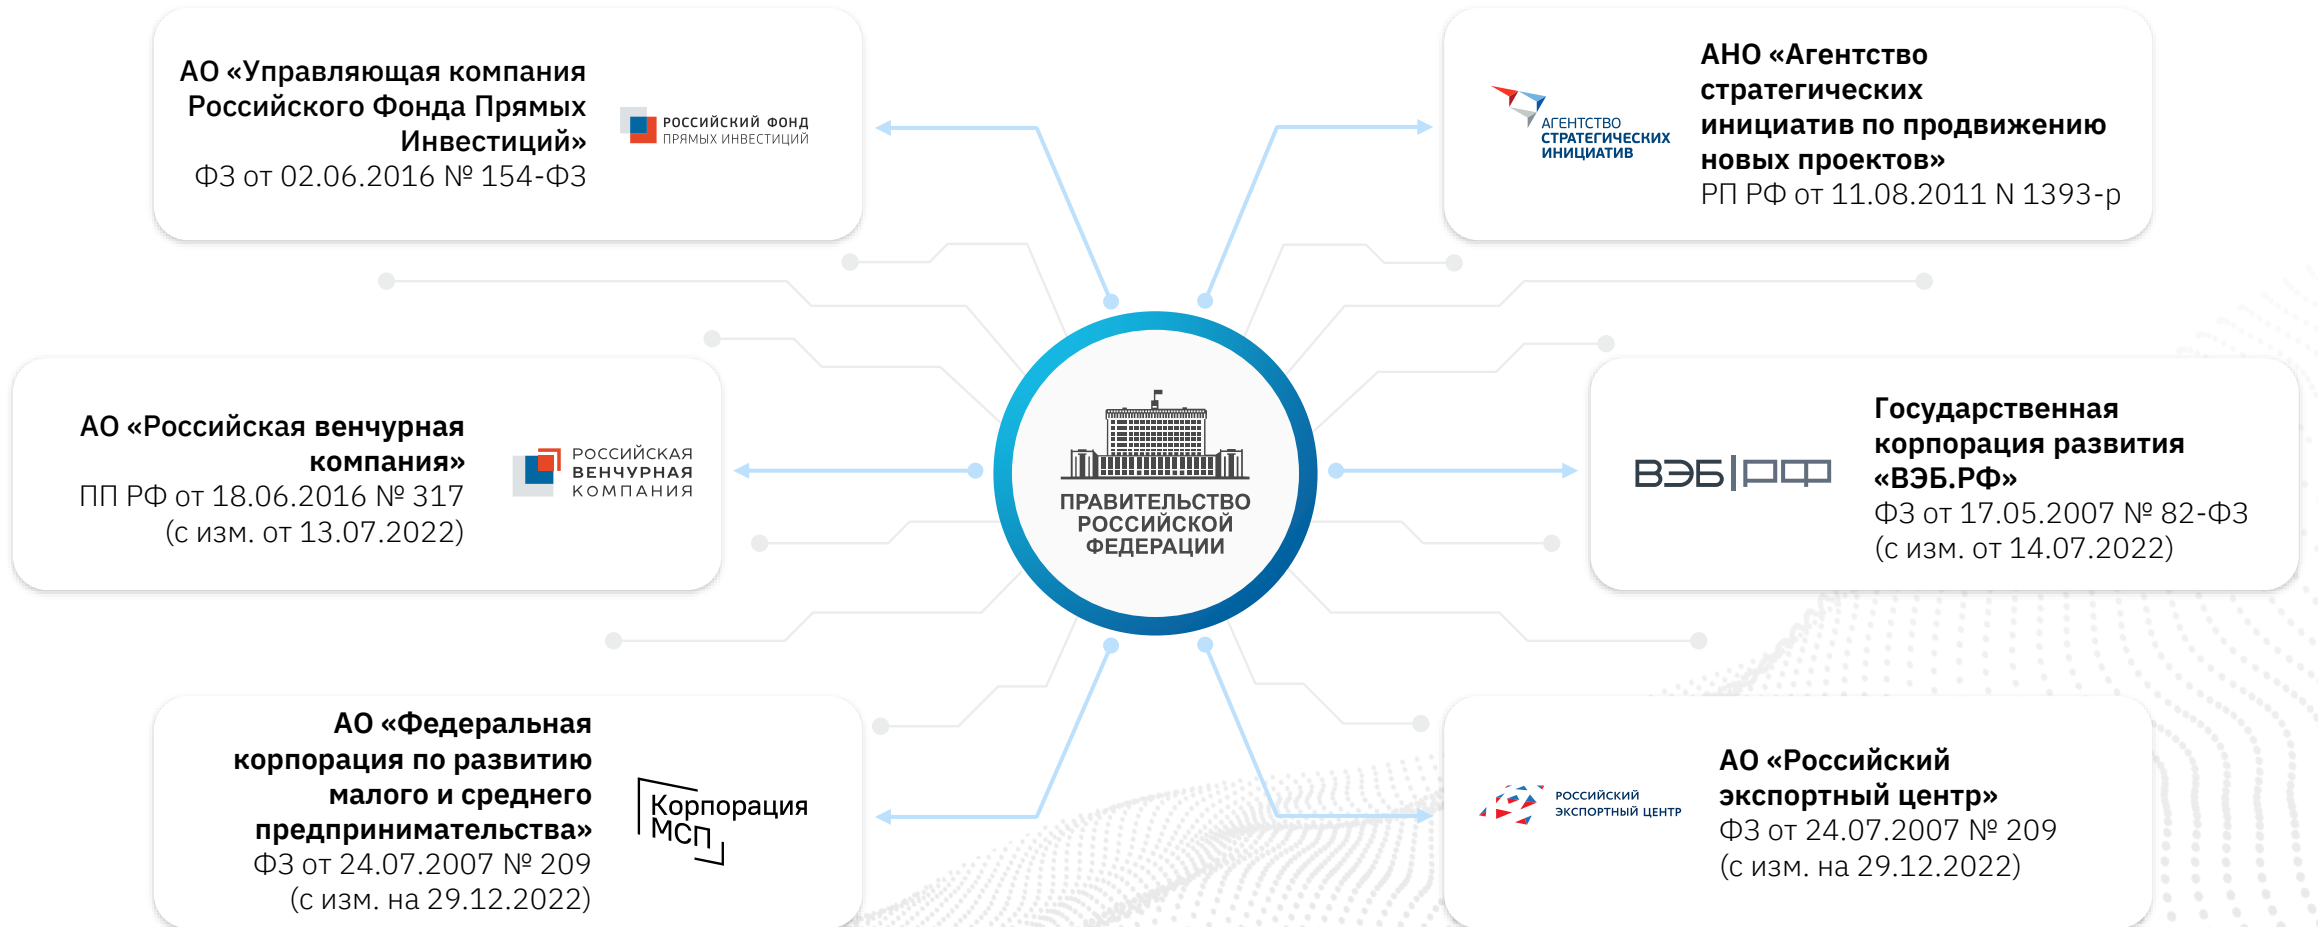 АО «Управляющая компания
Российского Фонда Прямых
Инвестиций»
ФЗ от 02.06.2016 № 154-ФЗ
РОССИЙСКИЙ ФОНД
ПРЯМЫХ ИНВЕСТИЦИЙ
АГЕНТСТВО
СТРАТЕГИЧЕСКИХ
ИНИЦИАТИВ
АНО «Агентство
стратегических
инициатив по продвижению
новых проектов»
РП РФ от 11.08.2011 N 1393-р
АО «Российская венчурная
компания»
ПП РФ от 18.06.2016 № 317
(с изм. от 13.07.2022)
РОССИЙСКАЯ
ВЕНЧУРНАЯ
КОМПАНИЯ
ПРАВИТЕЛЬСТВО
РОССИЙСКОЙ
ФЕДЕРАЦИИ
ВЭБ|РФ
Государственная
корпорация развития
«ВЭБ.РФ»
ФЗ от 17.05.2007 № 82-ФЗ
(с изм. от 14.07.2022)
АО «Федеральная
корпорация по развитию
малого и среднего
предпринимательства»
ФЗ от 24.07.2007 № 209
(с изм. на 29.12.2022)
Корпорация
МСП
РОССИЙСКИЙ
ЭКСПОРТНЫЙ ЦЕНТР
АО «Российский
экспортный центр»
ФЗ от 24.07.2007 № 209
(с изм. на 29.12.2022)